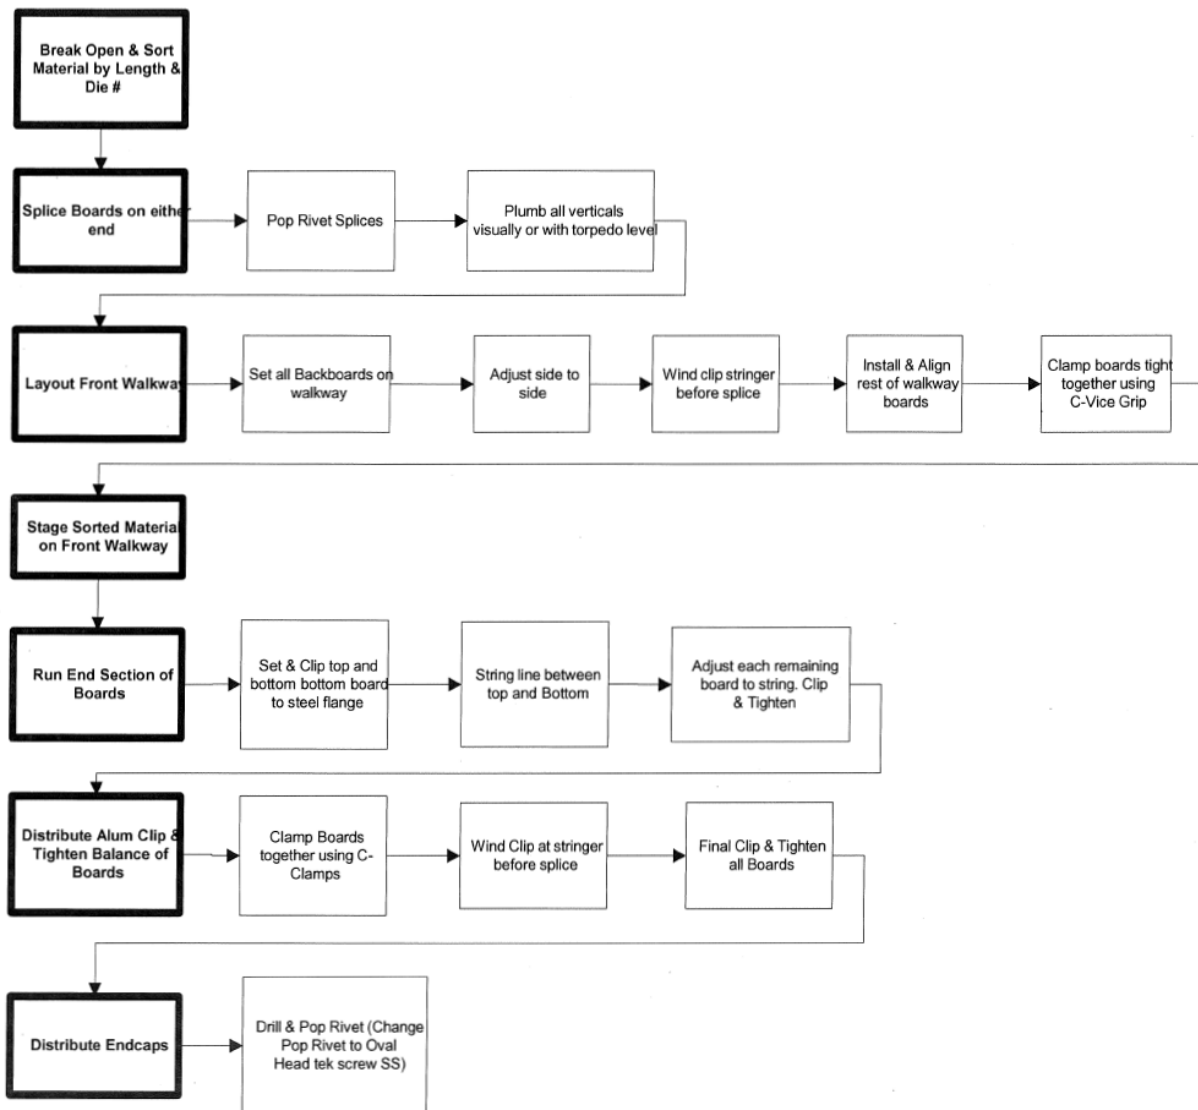 Break Open & Sort
Material by Length &
Die #
Splice Boards on either
end
Pop Rivet Splices
Plumb all verticals
visually or with torpedo level
Layout Front Walkway
Set all Backboards on
walkway
Adjust side to
side
Wind clip stringer
before splice
Install & Align
rest of walkway
boards
Clamp boards tight
together using
C-Vice Grip
Stage Sorted Material
on Front Walkway
Run End Section of
Boards
Set & Clip top and
bottom bottom board
to steel flange
String line between
top and Bottom
Adjust each remaining
board to string. Clip
& Tighten
Distribute Alum Clip &
Tighten Balance of
Boards
Clamp Boards
together using C-
Clamps
Wind Clip at stringer
before splice
Final Clip & Tighten
all Boards
Distribute Endcaps
Drill & Pop Rivet (Change
Pop Rivet to Oval
Head tek screw SS)